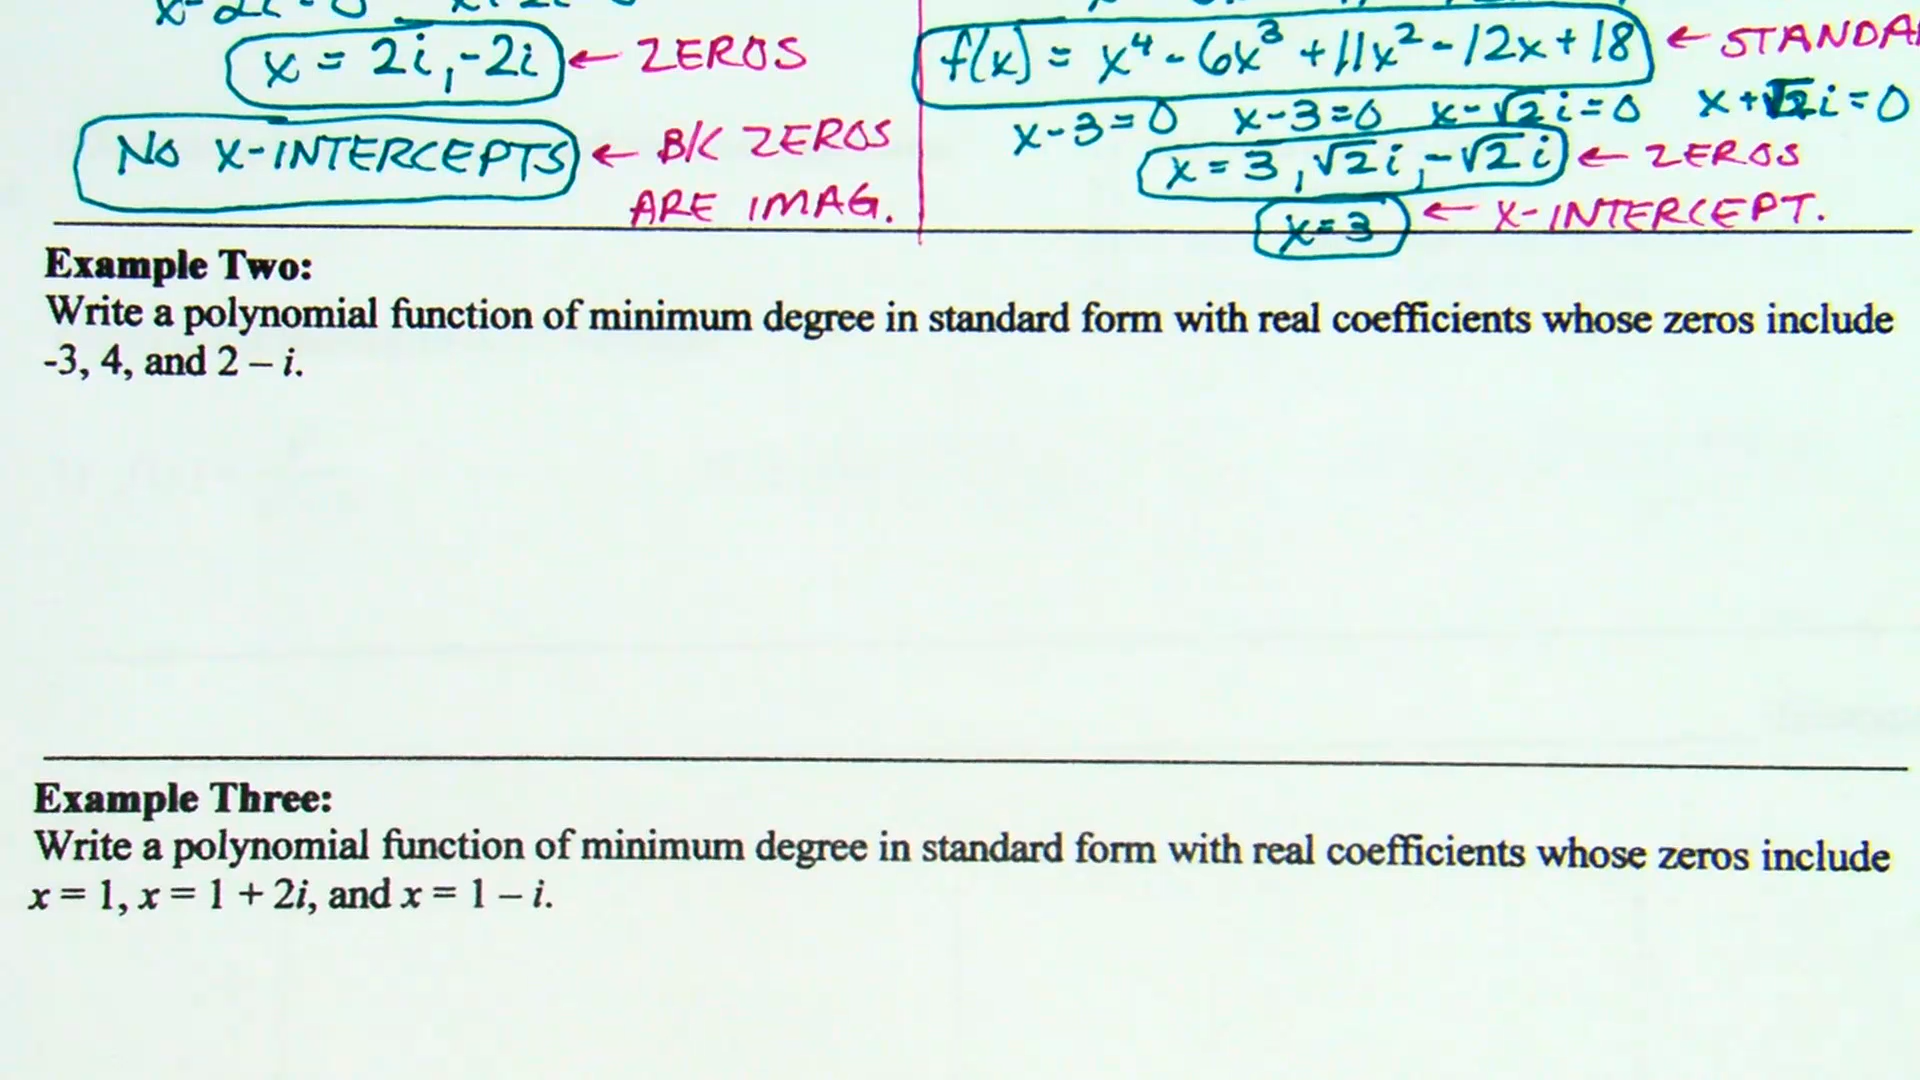 x = 2i, -2i ← ZEROS
NO X-INTERCEPTS ← B/C ZEROS
ARE IMAG.
f(x) = x⁴ - 6x³ + 11x² - 12x + 18 ←
x-3=0 x-3=0 x-√2i=0 x+√2i=0
x = 3, √2i, -√2i ← ZEROS
x=3 ← X-INTERCEPT.
Example Two:
Write a polynomial function of minimum degree in standard form with real coefficients whose zeros include
-3, 4, and 2 – i.
Example Three:
Write a polynomial function of minimum degree in standard form with real coefficients whose zeros include
x = 1, x = 1 + 2i, and x = 1 – i.